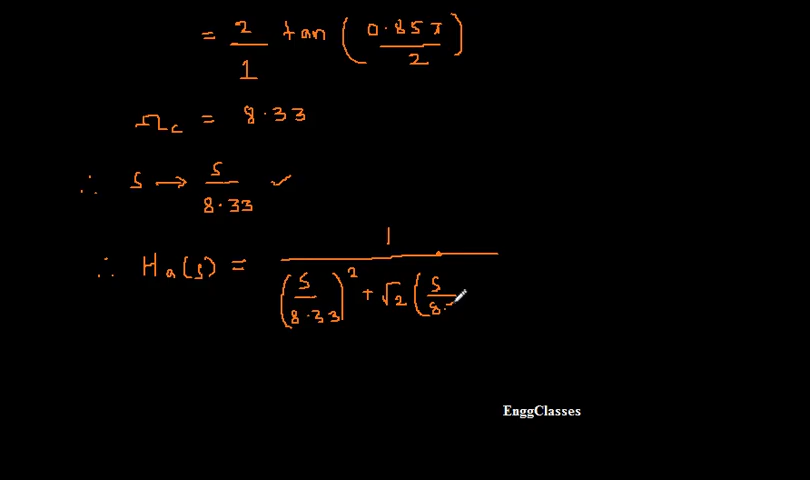 = 2/1 tan (0.85π/2)
Ωc = 8.33
∴ s → s/8.33 ✓
∴ Ha(s) = 1/((s/8.33)² + √2 (s/8.
EnggClasses